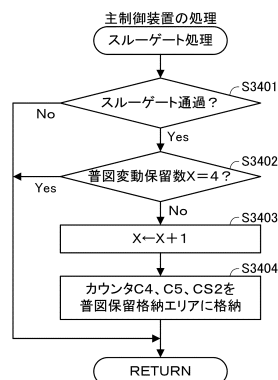 主制御装置の処理
スルーゲート処理
S3401
スルーゲート通過？
No
Yes
S3402
普図変動保留数X=4？
Yes
No
S3403
X←X+1
S3404
カウンタC4、C5、CS2を
普図保留格納エリアに格納
RETURN